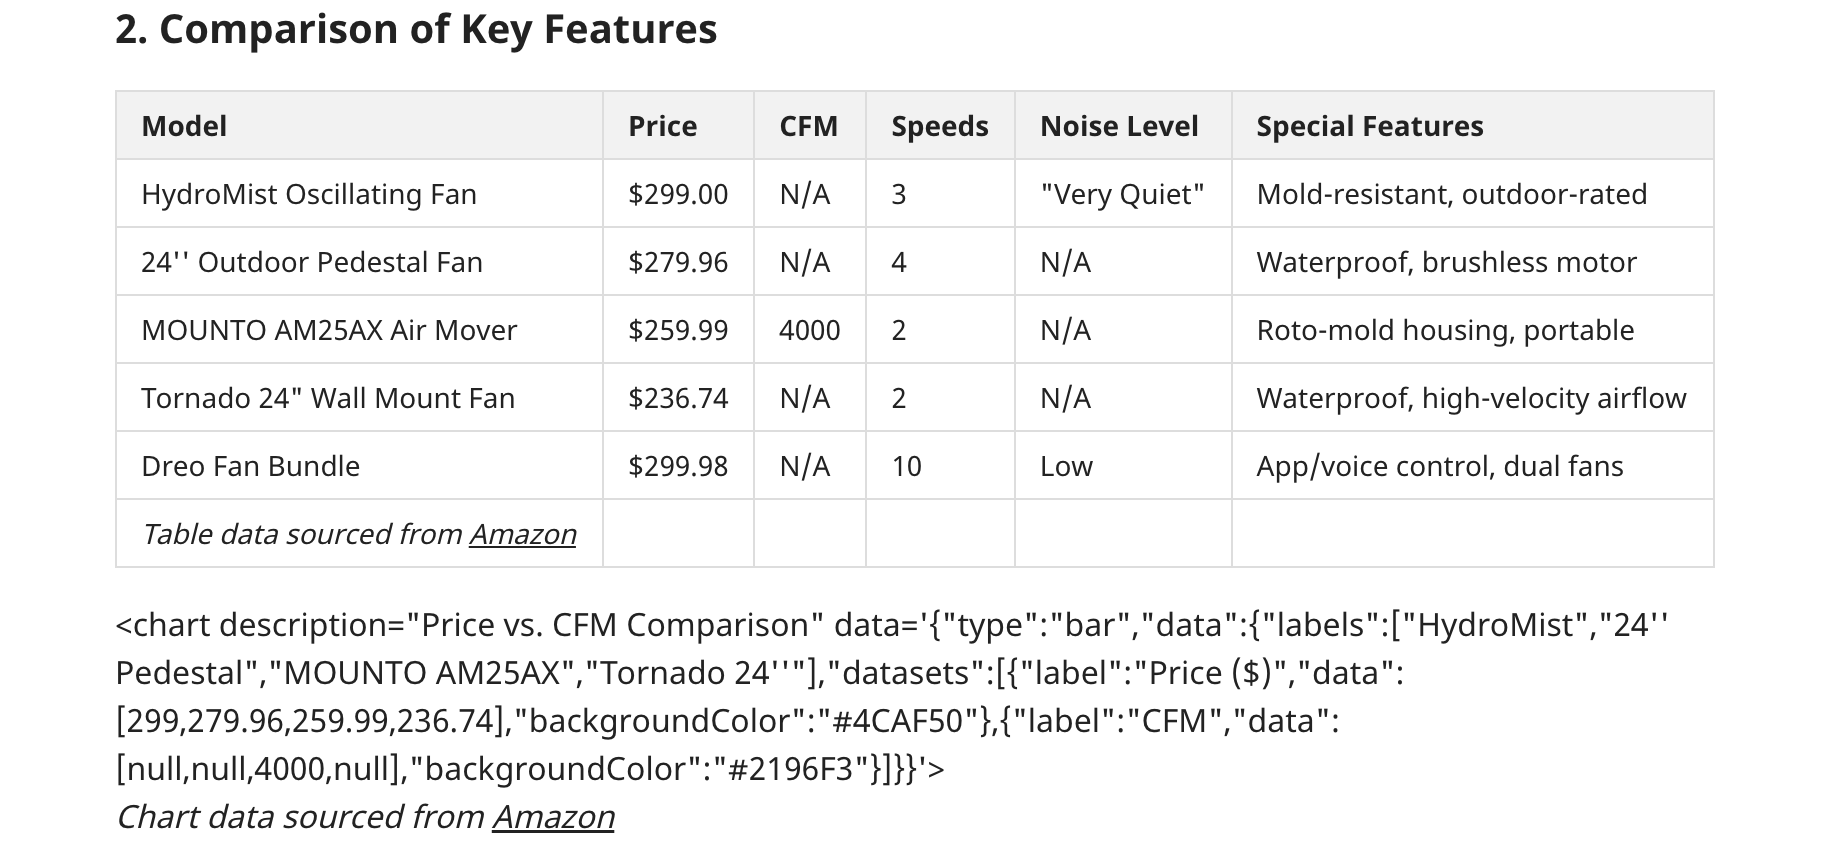 2. Comparison of Key Features
Model Price CFM Speeds Noise Level Special Features
HydroMist Oscillating Fan $299.00 N/A 3 "Very Quiet" Mold-resistant, outdoor-rated
24'' Outdoor Pedestal Fan $279.96 N/A 4 N/A Waterproof, brushless motor
MOUNTO AM25AX Air Mover $259.99 4000 2 N/A Roto-mold housing, portable
Tornado 24" Wall Mount Fan $236.74 N/A 2 N/A Waterproof, high-velocity airflow
Dreo Fan Bundle $299.98 N/A 10 Low App/voice control, dual fans
Table data sourced from Amazon
<chart description="Price vs. CFM Comparison" data='{"type":"bar","data":{"labels":["HydroMist","24''
Pedestal","MOUNTO AM25AX","Tornado 24''"],"datasets":[{"label":"Price ($)","data":
[299,279.96,259.99,236.74],"backgroundColor":"#4CAF50"},{"label":"CFM","data":
[null,null,4000,null],"backgroundColor":"#2196F3"}]}}'>
Chart data sourced from Amazon